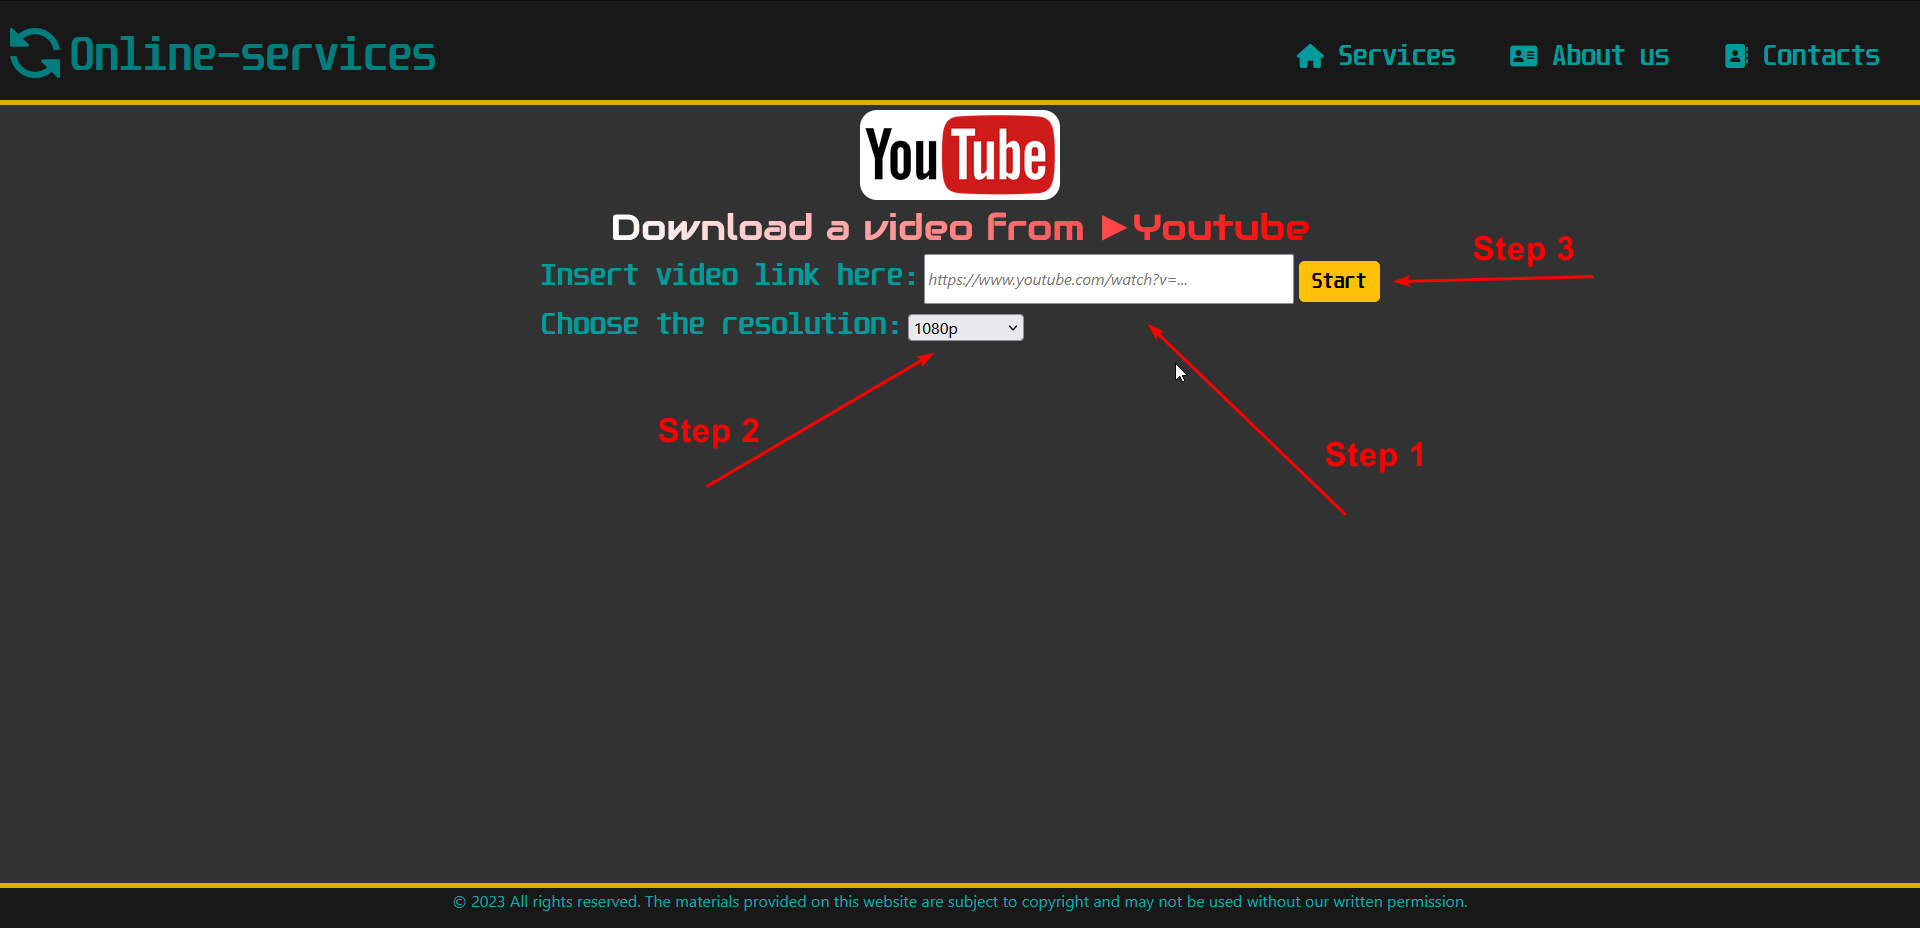 Online-services
Services
About us
Contacts
YouTube
Download a video from Youtube
Insert video link here:
https://www.youtube.com/watch?v=...
Start
Step 3
Choose the resolution:
1080p
Step 2
Step 1
© 2023 All rights reserved. The materials provided on this website are subject to copyright and may not be used without our written permission.